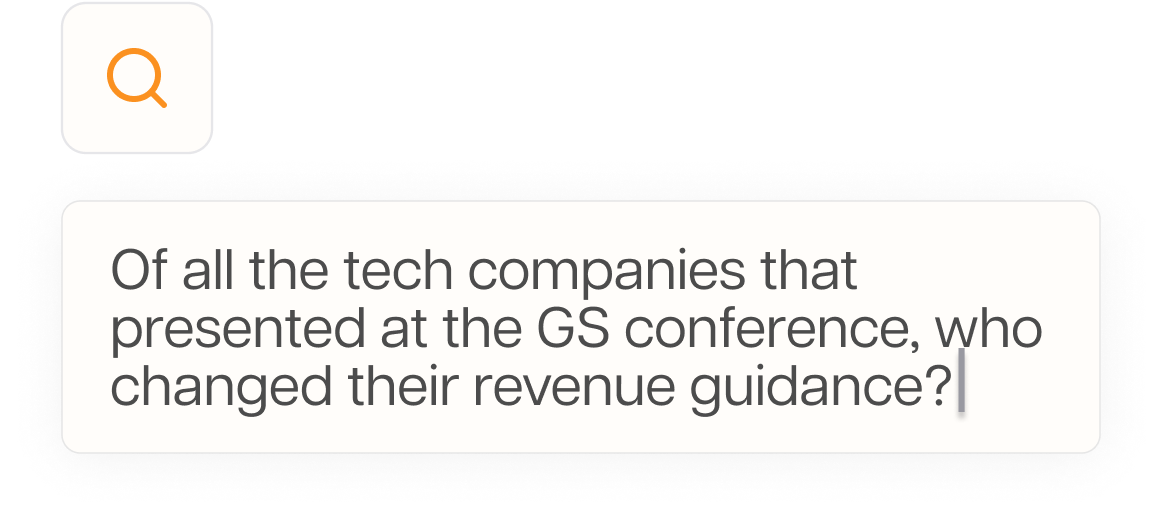 Of all the tech companies that
presented at the GS conference, who
changed their revenue guidance?